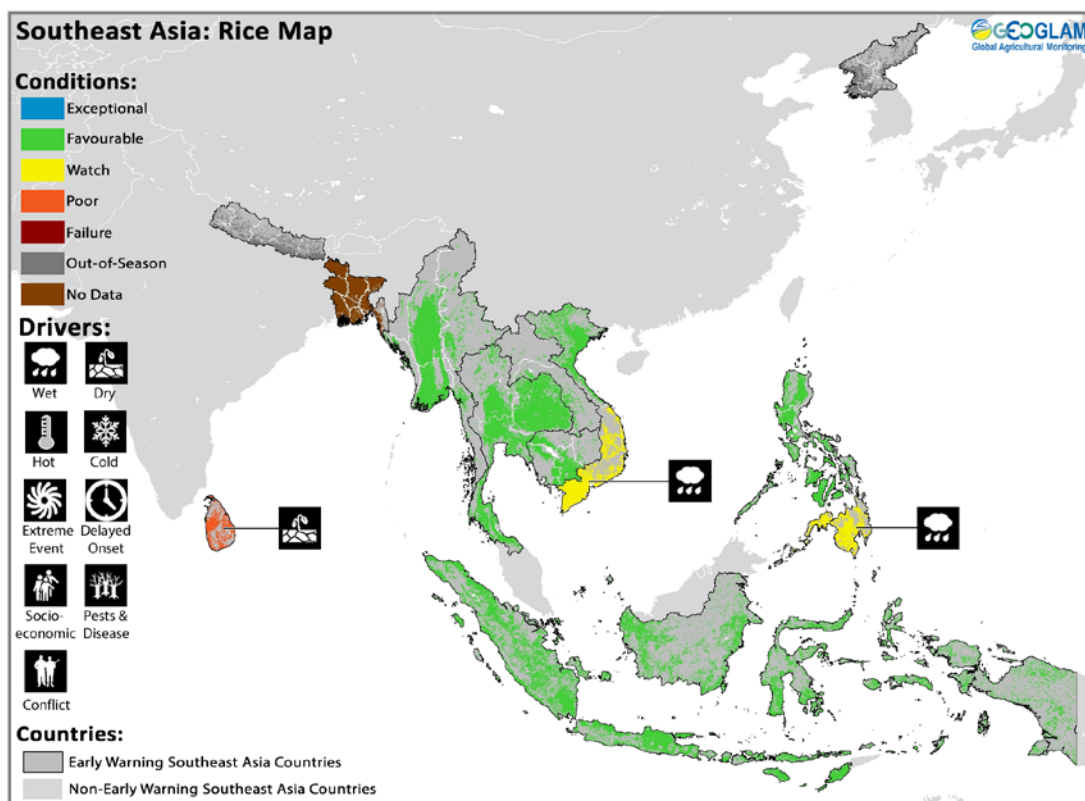 Southeast Asia: Rice Map
GEOGLAM
Global Agricultural Monitoring
Conditions:
Exceptional
Favourable
Watch
Poor
Failure
Out-of-Season
No Data
Drivers:
Wet
Dry
Hot
Cold
Extreme
Event
Delayed
Onset
Socio-
economic
Pests &
Disease
Conflict
Countries:
Early Warning Southeast Asia Countries
Non-Early Warning Southeast Asia Countries